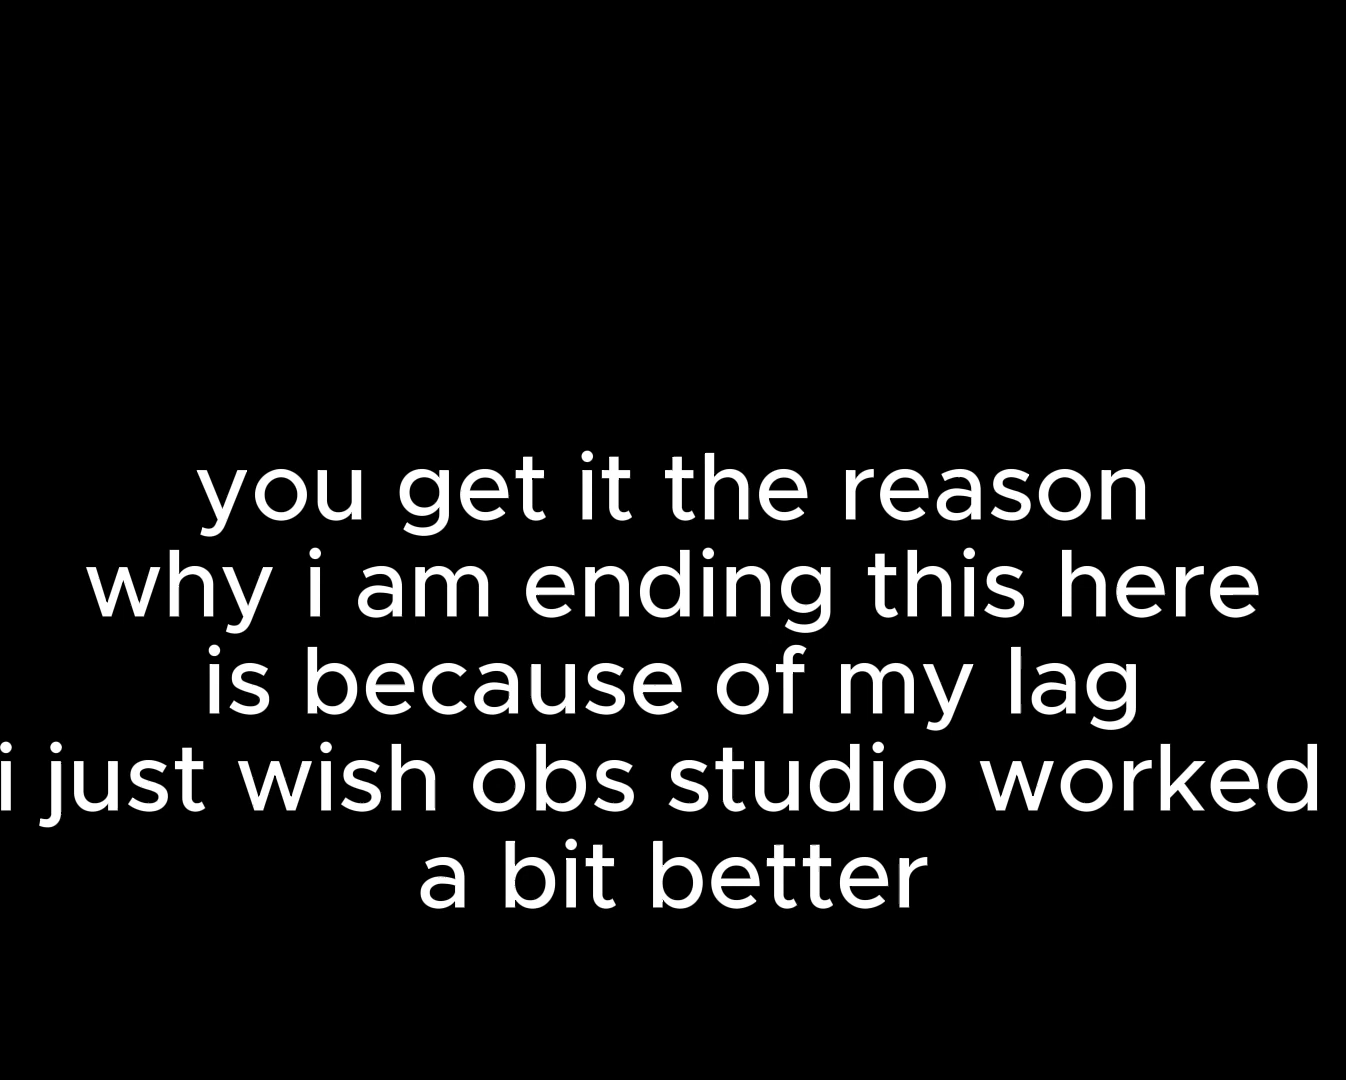 you get it the reason
why i am ending this here
is because of my lag
i just wish obs studio worked
a bit better